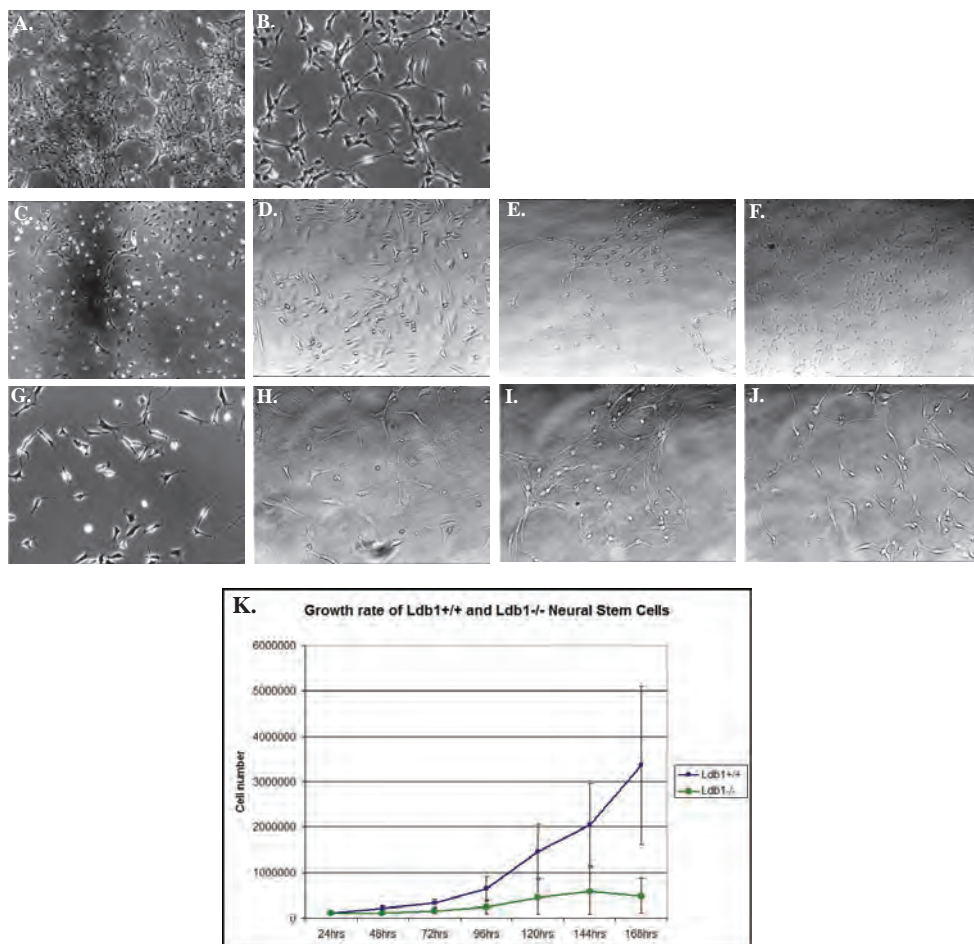 A.
B.
C.
D.
E.
F.
G.
H.
I.
J.
K.
Growth rate of Ldb1+/+ and Ldb1-/- Neural Stem Cells
6000000
5000000
4000000
3000000
2000000
1000000
0
Cell number
24hrs 48hrs 72hrs 96hrs 120hrs 144hrs 168hrs
Ldb1+/+
Ldb1-/-